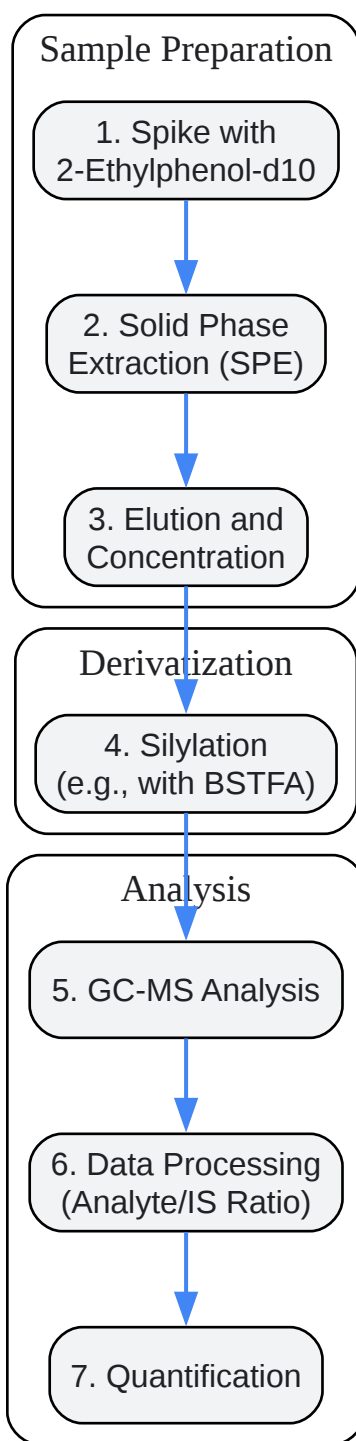 Sample Preparation
1. Spike with
2-Ethylphenol-d10
2. Solid Phase
Extraction (SPE)
3. Elution and
Concentration
Derivatization
4. Silylation
(e.g., with BSTFA)
Analysis
5. GC-MS Analysis
6. Data Processing
(Analyte/IS Ratio)
7. Quantification